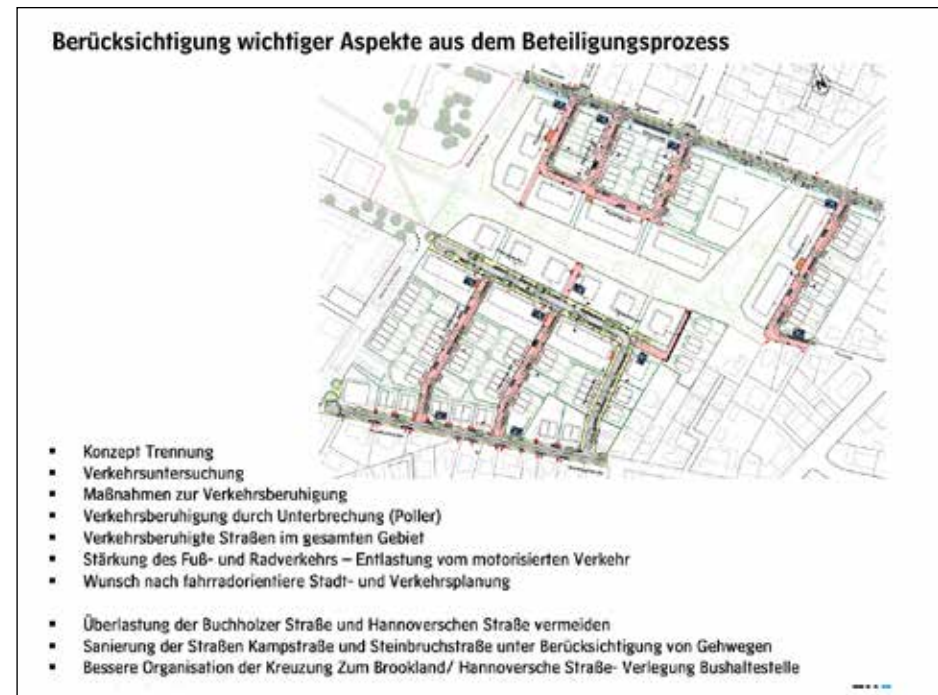 Berücksichtigung wichtiger Aspekte aus dem Beteiligungsprozess
▪ Konzept Trennung
▪ Verkehrsuntersuchung
▪ Maßnahmen zur Verkehrsberuhigung
▪ Verkehrsberuhigung durch Unterbrechung (Poller)
▪ Verkehrsberuhigte Straßen im gesamten Gebiet
▪ Stärkung des Fuß- und Radverkehrs – Entlastung vom motorisierten Verkehr
▪ Wunsch nach fahrradorientiere Stadt- und Verkehrsplanung
▪ Überlastung der Buchholzer Straße und Hannoverschen Straße vermeiden
▪ Sanierung der Straßen Kampstraße und Steinbruchstraße unter Berücksichtigung von Gehwegen
▪ Bessere Organisation der Kreuzung Zum Brookland/ Hannoversche Straße- Verlegung Bushaltestelle